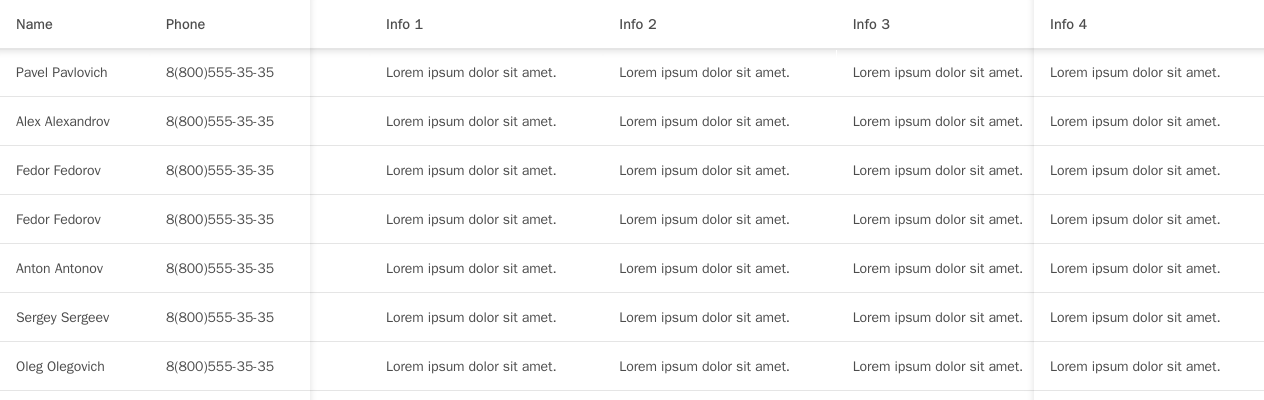 Name Phone Info 1 Info 2 Info 3 Info 4
Pavel Pavlovich 8(800)555-35-35 Lorem ipsum dolor sit amet. Lorem ipsum dolor sit amet. Lorem ipsum dolor sit amet. Lorem ipsum dolor sit amet.
Alex Alexandrov 8(800)555-35-35 Lorem ipsum dolor sit amet. Lorem ipsum dolor sit amet. Lorem ipsum dolor sit amet. Lorem ipsum dolor sit amet.
Fedor Fedorov 8(800)555-35-35 Lorem ipsum dolor sit amet. Lorem ipsum dolor sit amet. Lorem ipsum dolor sit amet. Lorem ipsum dolor sit amet.
Fedor Fedorov 8(800)555-35-35 Lorem ipsum dolor sit amet. Lorem ipsum dolor sit amet. Lorem ipsum dolor sit amet. Lorem ipsum dolor sit amet.
Anton Antonov 8(800)555-35-35 Lorem ipsum dolor sit amet. Lorem ipsum dolor sit amet. Lorem ipsum dolor sit amet. Lorem ipsum dolor sit amet.
Sergey Sergeev 8(800)555-35-35 Lorem ipsum dolor sit amet. Lorem ipsum dolor sit amet. Lorem ipsum dolor sit amet. Lorem ipsum dolor sit amet.
Oleg Olegovich 8(800)555-35-35 Lorem ipsum dolor sit amet. Lorem ipsum dolor sit amet. Lorem ipsum dolor sit amet. Lorem ipsum dolor sit amet.